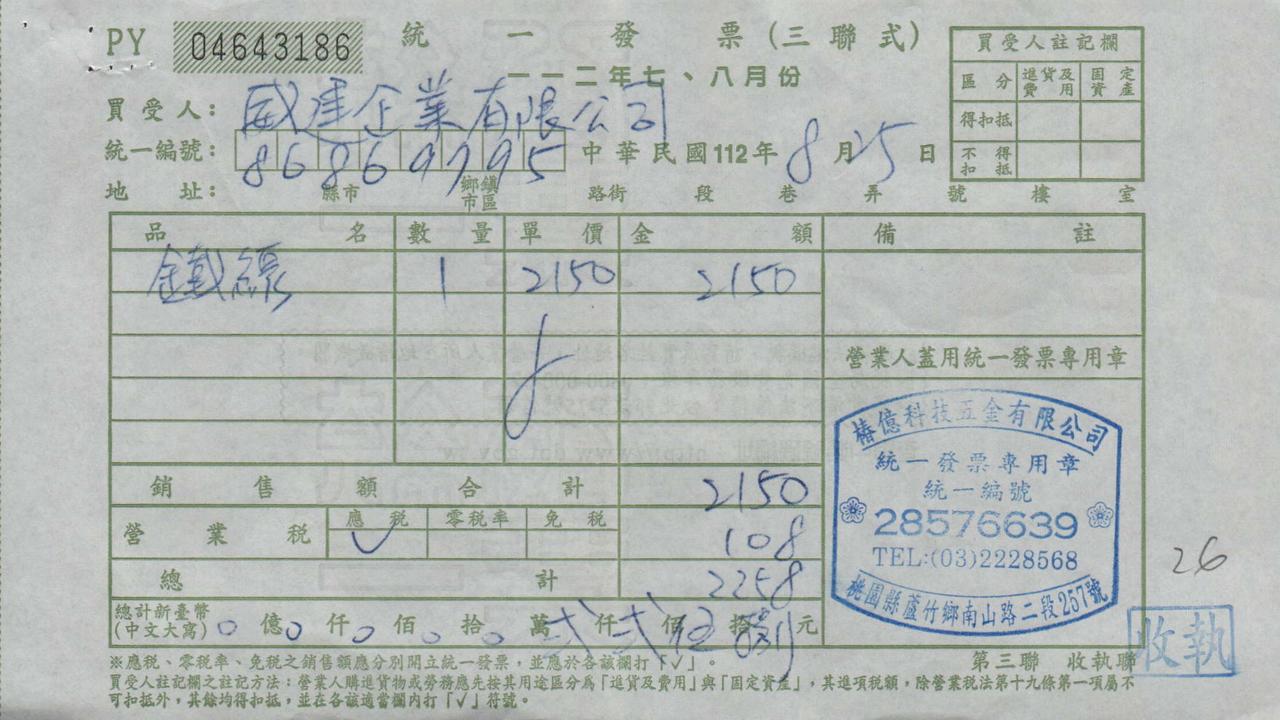 PY 04643186 統一發票(三聯式)
一一二年七、八月份
買受人註記欄
區分 進貨及費用 固定資產
得扣抵
不得扣抵
買受人: 威準企業有限公司
統一編號: 86869795 中華民國112年8月25日
地址: 縣市 鄉鎮市區 路街 段 巷 弄 號 樓 室
品名 數量 單價 金額 備註
鐵線 1 2150 2150
營業人蓋用統一發票專用章
銷售額合計 2150
營業稅 應稅 ✓ 零稅率 免稅 108
總計 2258
總計新臺幣(中文大寫) 0億0仟0佰0拾0萬貳仟貳佰伍拾捌元
椿億科技五金有限公司
統一發票專用章
統一編號
28576639
TEL:(03)2228568
桃園縣蘆竹鄉南山路二段257號
26
收執
※應稅、零稅率、免稅之銷售額應分別開立統一發票，並應於各該欄打「✓」。
第三聯 收執聯
買受人註記欄之註記方法:營業人購進貨物或勞務應先按其用途區分為「進貨及費用」與「固定資產」，其進項稅額，除營業稅法第十九條第一項屬不
可扣抵外，其餘均得扣抵，並在各該適當欄內打「✓」符號。